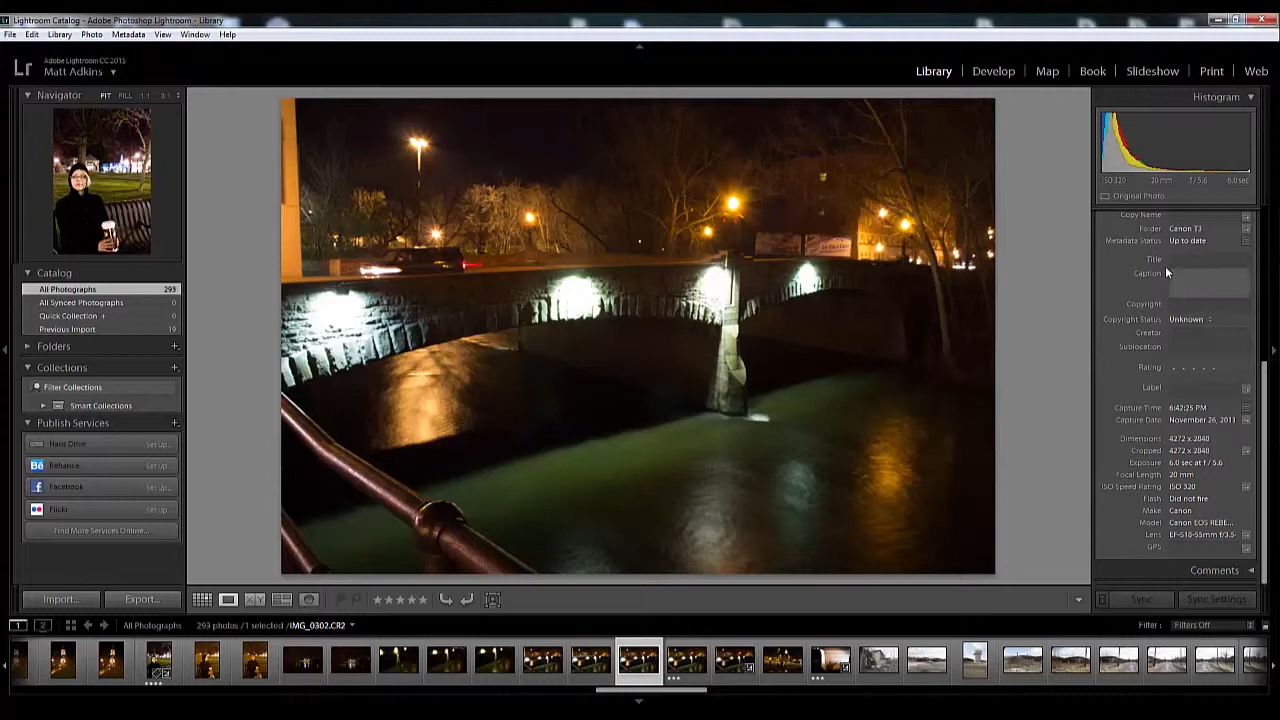 Lightroom Catalog - Adobe Photoshop Lightroom - Library
File Edit Library Photo Metadata View Window Help
Lr
Adobe Lightroom CC 2015
Matt Adkins
Library | Develop | Map | Book | Slideshow | Print | Web
Navigator FIT FILL 1:1 3:1
Histogram
ISO 320 20 mm f / 5.6 6.0 sec
Original Photo
Copy Name
Folder Canon T3
Metadata Status Up to date
Title
Caption
Copyright
Copyright Status Unknown
Creator
Sublocation
Rating
Label
Capture Time 6:42:25 PM
Capture Date November 26, 2011
Dimensions 4272 x 2848
Cropped 4272 x 2848
Exposure 6.0 sec at f / 5.6
Focal Length 20 mm
ISO Speed Rating ISO 320
Flash Did not fire
Make Canon
Model Canon EOS REBE...
Lens EF-S18-55mm f/3.5-
GPS
Comments
Sync Sync Settings
Catalog
All Photographs 293
All Synced Photographs 0
Quick Collection + 0
Previous Import 19
Folders
Collections
Filter Collections
Smart Collections
Publish Services
Hard Drive Set Up...
Bē Behance Set Up...
f Facebook Set Up...
Flickr Set Up...
Find More Services Online...
Import... Export...
XY
1 2 All Photographs 293 photos / 1 selected / IMG_0302.CR2 Filter : Filters Off